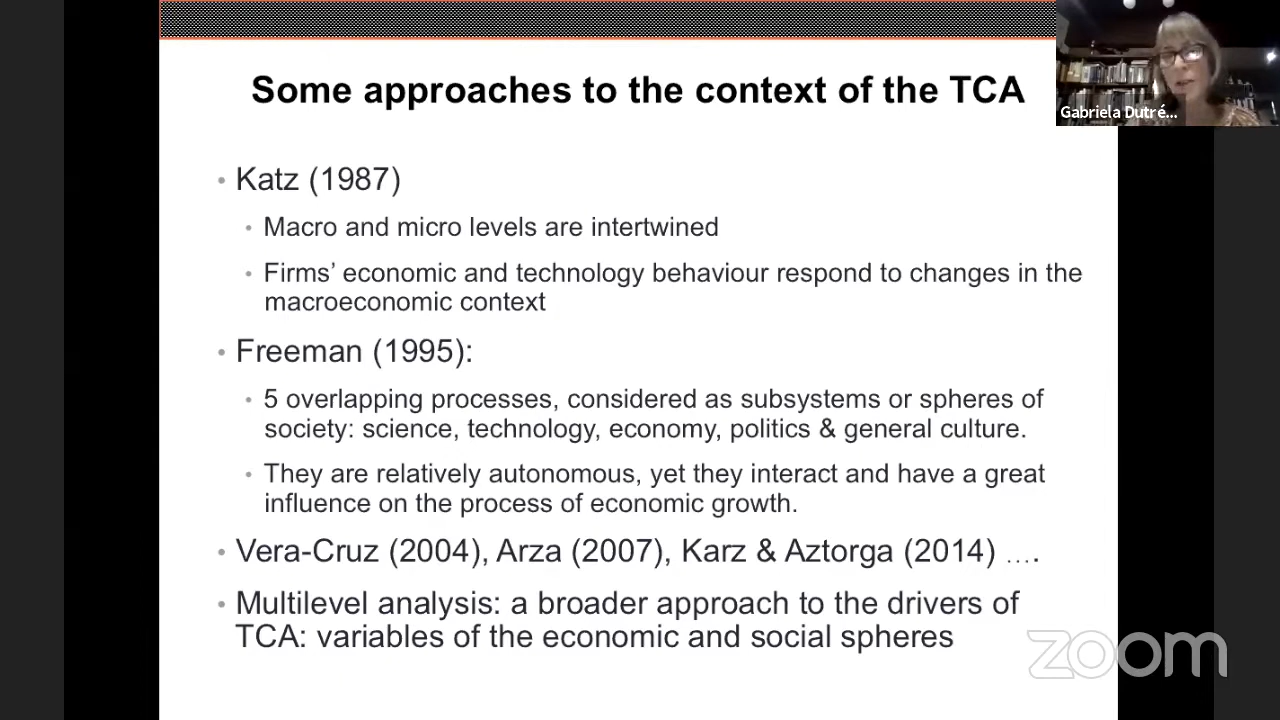 Some approaches to the context of the TCA
Gabriela Dutré...
• Katz (1987)
• Macro and micro levels are intertwined
• Firms’ economic and technology behaviour respond to changes in the
macroeconomic context
• Freeman (1995):
• 5 overlapping processes, considered as subsystems or spheres of
society: science, technology, economy, politics & general culture.
• They are relatively autonomous, yet they interact and have a great
influence on the process of economic growth.
• Vera-Cruz (2004), Arza (2007), Karz & Aztorga (2014) ….
• Multilevel analysis: a broader approach to the drivers of
TCA: variables of the economic and social spheres
zoom